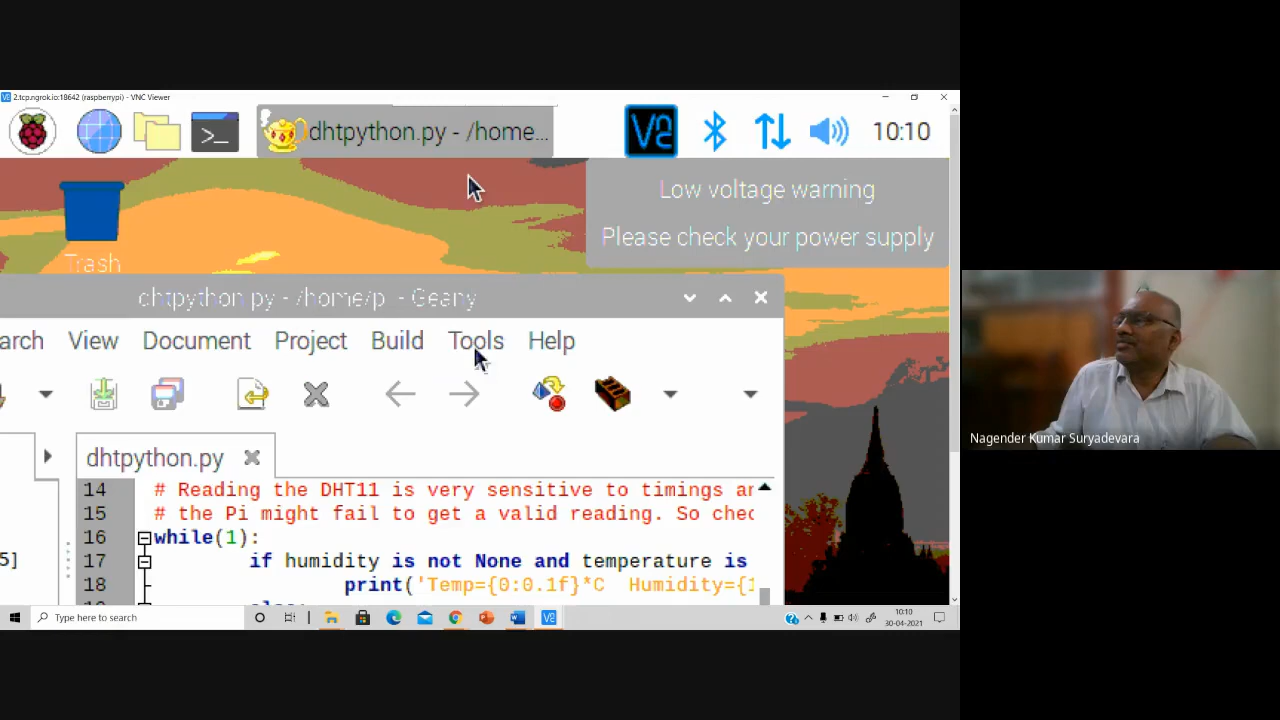 2.tcp.ngrok.io:18642 (raspberrypi) - VNC Viewer
dhtpython.py - /home...
10:10
Low voltage warning
Please check your power supply
Trash
dhtpython.py - /home/p - Geany
arch View Document Project Build Tools Help
dhtpython.py
14 # Reading the DHT11 is very sensitive to timings an
15 # the Pi might fail to get a valid reading. So chec
16 while(1):
17 if humidity is not None and temperature is
5]
18 print('Temp={0:0.1f}*C Humidity={1
Type here to search
10:10
30-04-2021
Nagender Kumar Suryadevara